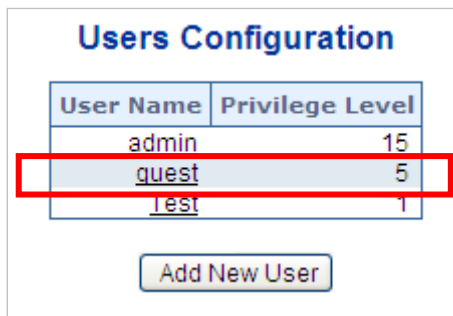 Users Configuration
User Name Privilege Level
admin 15
guest 5
Test 1
Add New User